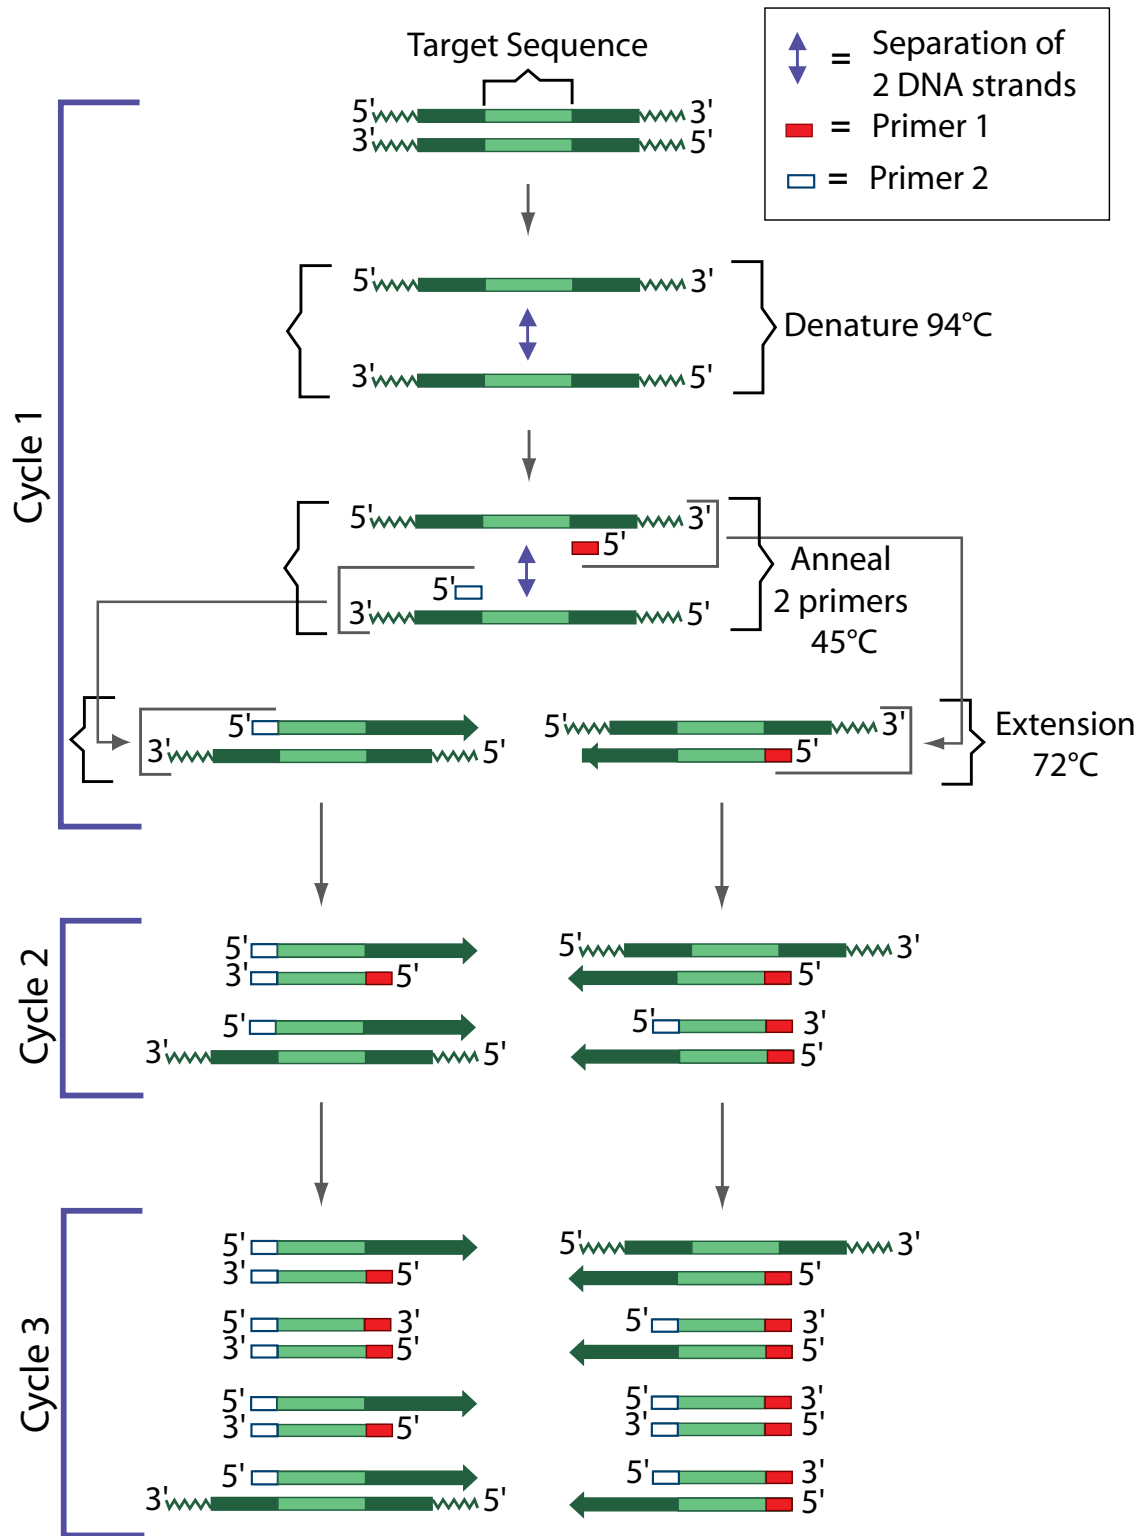 Target Sequence
= Separation of
2 DNA strands
= Primer 1
= Primer 2
5' 3'
3' 5'
Cycle 1
5' 3'
Denature 94°C
3' 5'
5' 3'
5'
Anneal
2 primers
45°C
5'
3' 5'
5'
3' 5'
5' 3'
5'
Extension
72°C
Cycle 2
5'
3' 5'
5'
3' 5'
5' 3'
5'
5' 3'
5'
Cycle 3
5'
3' 5'
5' 3'
3' 5'
5'
3' 5'
5'
3' 5'
5' 3'
5'
5' 3'
5'
5' 3'
3' 5'
5' 3'
5'